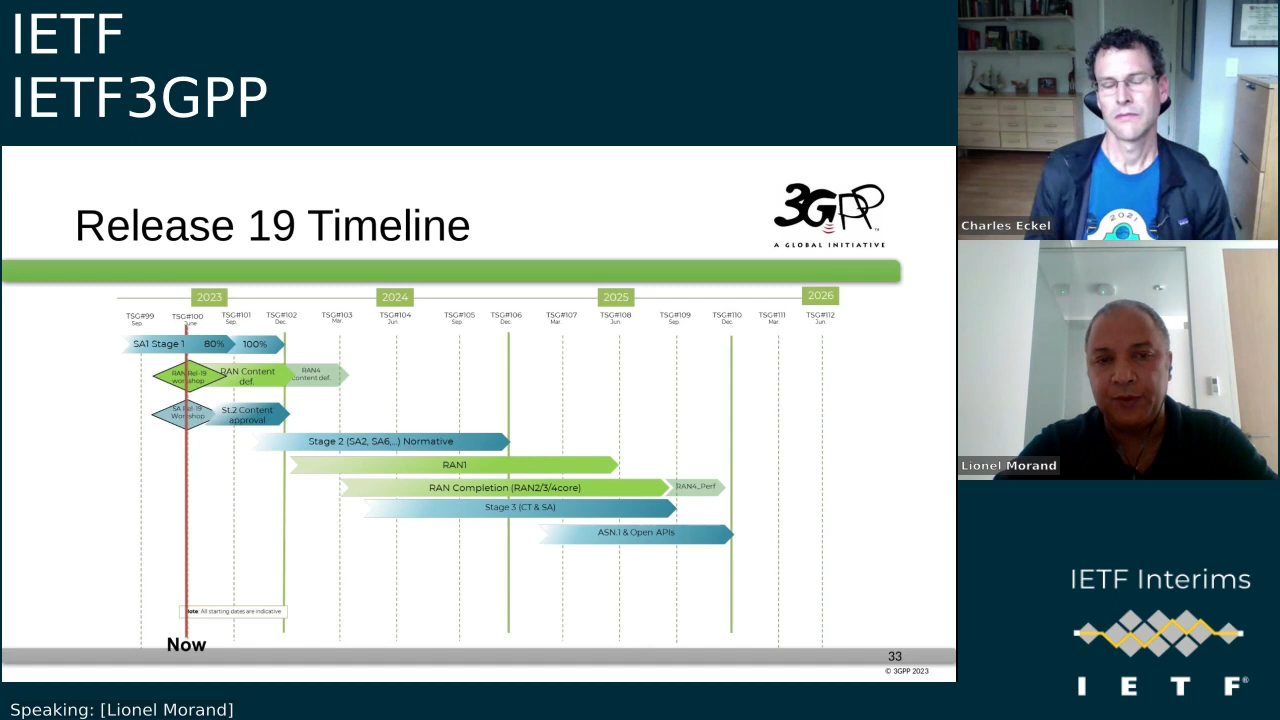 IETF
IETF3GPP
Release 19 Timeline
3GPP
TM
A GLOBAL INITIATIVE
2023
2024
2025
2026
TSG#99
Sep.
TSG#100
June
TSG#101
Sep.
TSG#102
Dec.
TSG#103
Mar.
TSG#104
Jun.
TSG#105
Sep.
TSG#106
Dec.
TSG#107
Mar.
TSG#108
Jun.
TSG#109
Sep.
TSG#110
Dec.
TSG#111
Mar.
TSG#112
Jun.
SA1 Stage 1
80%
100%
RAN Rel-19
workshop
RAN Content
def.
RAN4
Content def.
SA Rel-19
Workshop
St.2 Content
approval
Stage 2 (SA2, SA6,...) Normative
RAN1
RAN Completion (RAN2/3/4core)
RAN4_Perf
Stage 3 (CT & SA)
ASN.1 & Open APIs
Note: All starting dates are indicative
Now
33
© 3GPP 2023
Charles Eckel
2021
Lionel Morand
IETF Interims
I E T F®
Speaking: [Lionel Morand]